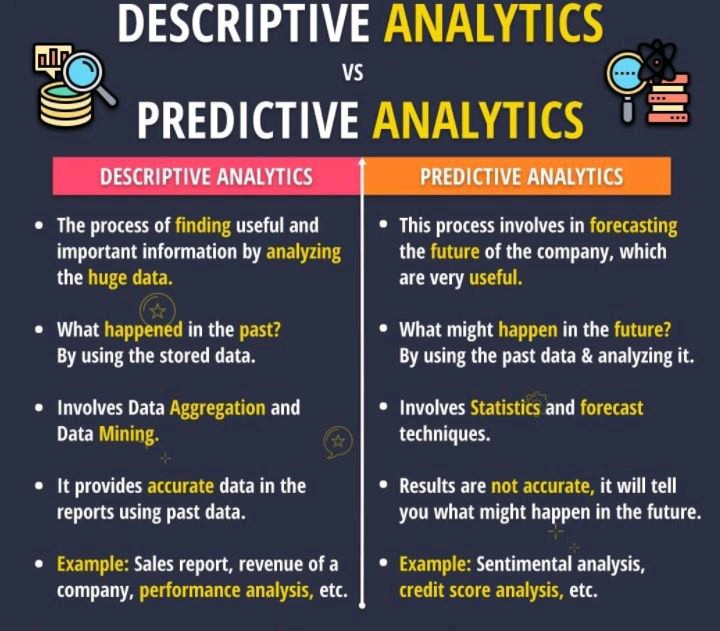 DESCRIPTIVE ANALYTICS
VS
PREDICTIVE ANALYTICS
DESCRIPTIVE ANALYTICS
• The process of finding useful and
important information by analyzing
the huge data.
• What happened in the past?
By using the stored data.
• Involves Data Aggregation and
Data Mining.
• It provides accurate data in the
reports using past data.
• Example: Sales report, revenue of a
company, performance analysis, etc.
PREDICTIVE ANALYTICS
• This process involves in forecasting
the future of the company, which
are very useful.
• What might happen in the future?
By using the past data & analyzing it.
• Involves Statistics and forecast
techniques.
• Results are not accurate, it will tell
you what might happen in the future.
• Example: Sentimental analysis,
credit score analysis, etc.